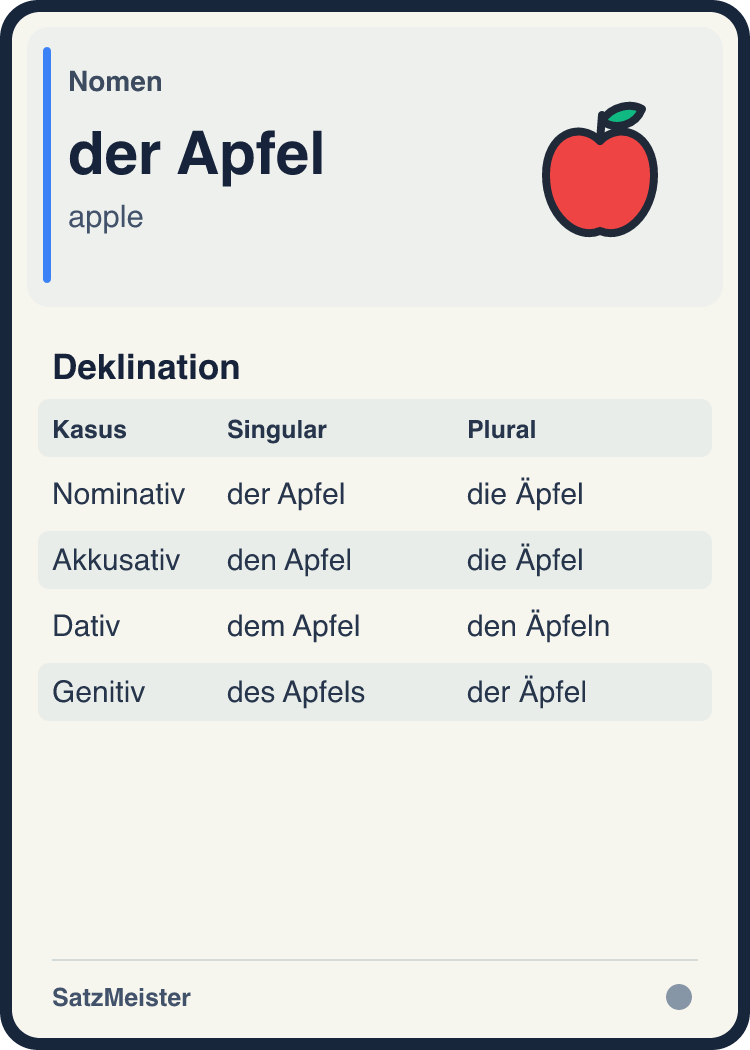 Nomen
der Apfel
apple
Deklination
Kasus Singular Plural
Nominativ der Apfel die Äpfel
Akkusativ den Apfel die Äpfel
Dativ dem Apfel den Äpfeln
Genitiv des Apfels der Äpfel
SatzMeister